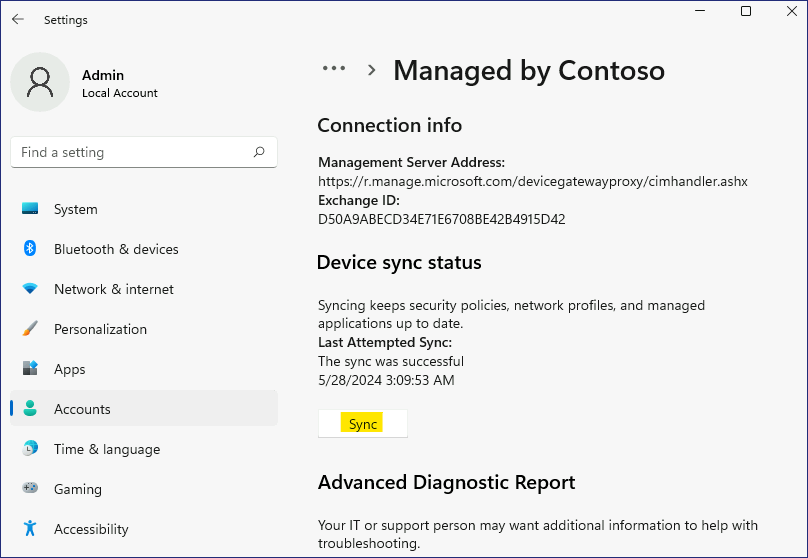 Settings
Admin
Local Account
Find a setting
System
Bluetooth & devices
Network & internet
Personalization
Apps
Accounts
Time & language
Gaming
Accessibility
··· > Managed by Contoso
Connection info
Management Server Address:
https://r.manage.microsoft.com/devicegatewayproxy/cimhandler.ashx
Exchange ID:
D50A9ABECD34E71E6708BE42B4915D42
Device sync status
Syncing keeps security policies, network profiles, and managed
applications up to date.
Last Attempted Sync:
The sync was successful
5/28/2024 3:09:53 AM
Sync
Advanced Diagnostic Report
Your IT or support person may want additional information to help with
troubleshooting.